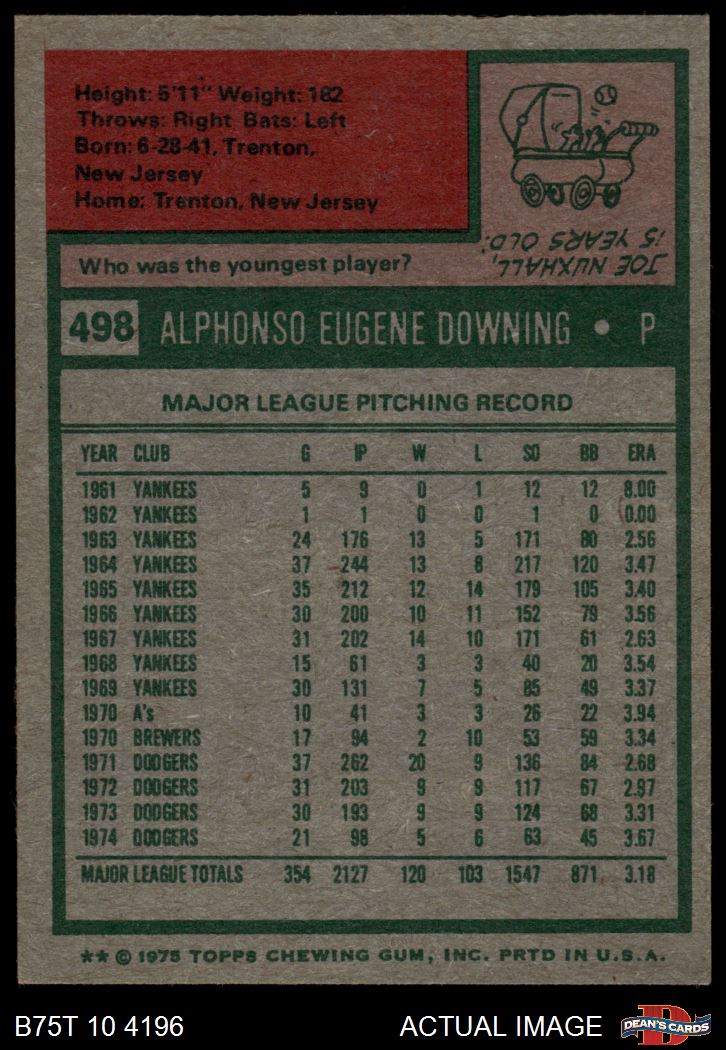 Height: 5'11" Weight: 182
Throws: Right Bats: Left
Born: 6-28-41, Trenton,
New Jersey
Home: Trenton, New Jersey
Who was the youngest player?
JOE NUXHALL,
15 YEARS OLD.
498 ALPHONSO EUGENE DOWNING • P
MAJOR LEAGUE PITCHING RECORD
YEAR CLUB G IP W L SO BB ERA
1961 YANKEES 5 9 0 1 12 12 8.00
1962 YANKEES 1 1 0 0 1 0 0.00
1963 YANKEES 24 176 13 5 171 80 2.56
1964 YANKEES 37 244 13 8 217 120 3.47
1965 YANKEES 35 212 12 14 179 105 3.40
1966 YANKEES 30 200 10 11 152 79 3.56
1967 YANKEES 31 202 14 10 171 61 2.63
1968 YANKEES 15 61 3 3 40 20 3.54
1969 YANKEES 30 131 7 5 85 49 3.37
1970 A's 10 41 3 3 26 22 3.94
1970 BREWERS 17 94 2 10 53 59 3.34
1971 DODGERS 37 262 20 9 136 84 2.68
1972 DODGERS 31 203 9 9 117 67 2.97
1973 DODGERS 30 193 9 9 124 68 3.31
1974 DODGERS 21 98 5 6 63 45 3.67
MAJOR LEAGUE TOTALS 354 2127 120 103 1547 871 3.18
** © 1975 TOPPS CHEWING GUM, INC. PRTD IN U.S.A.
B75T 10 4196 ACTUAL IMAGE D DEAN'S CARDS